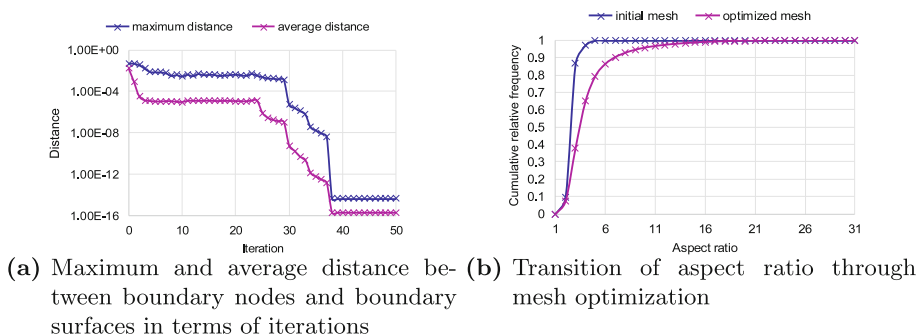 maximum distance
average distance
1,00E+00
1,00E-04
1,00E-08
1,00E-12
1,00E-16
Distance
0
10
20
30
40
50
Iteration
(a) Maximum and average distance be-
tween boundary nodes and boundary
surfaces in terms of iterations
initial mesh
optimized mesh
1
0.9
0.8
0.7
0.6
0.5
0.4
0.3
0.2
0.1
0
Cumulative relative frequency
1
6
11
16
21
26
31
Aspect ratio
(b) Transition of aspect ratio through
mesh optimization